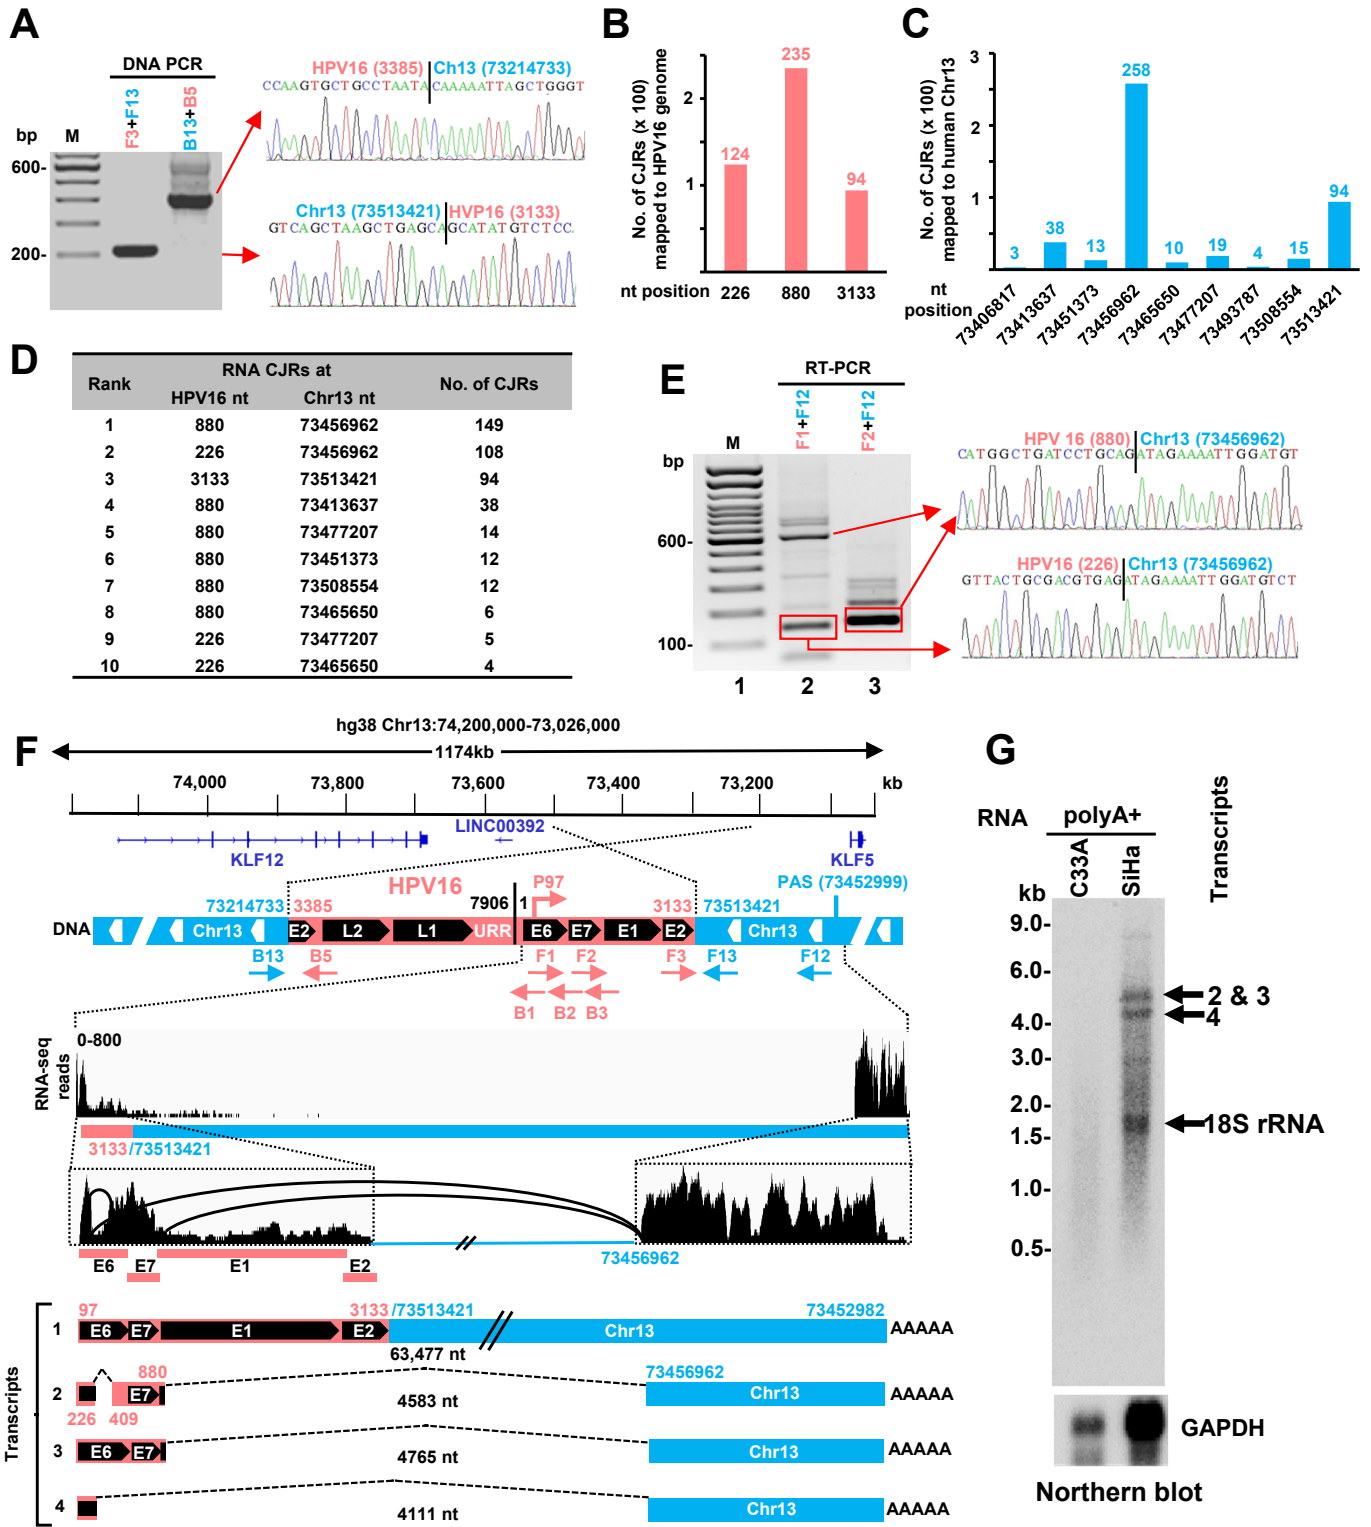 A
DNA PCR
F3+F13
B13+B5
bp
M
600-
200-
HPV16 (3385) Ch13 (73214733)
CCAAGTGCTGCCTAATACAAAAATTAGCTGGGT
Chr13 (73513421) HVP16 (3133)
GTCAGCTAAGCTGAGCAGCATATGTCTCC
B
No. of CJRs (x 100)
mapped to HPV16 genome
2
1
124
235
94
nt position 226 880 3133
C
No. of CJRs (x 100)
mapped to human Chr13
3
2
1
3
38
13
258
10
19
4
15
94
nt
position
73406817
73413637
73451373
73456962
73465650
73477207
73493787
73508554
73513421
D
Rank RNA CJRs at No. of CJRs
HPV16 nt Chr13 nt
1 880 73456962 149
2 226 73456962 108
3 3133 73513421 94
4 880 73413637 38
5 880 73477207 14
6 880 73451373 12
7 880 73508554 12
8 880 73465650 6
9 226 73477207 5
10 226 73465650 4
E
RT-PCR
F1+F12
F2+F12
M
bp
600-
100-
1 2 3
HPV 16 (880) Chr13 (73456962)
CATGGCTGATCCTGCAGATAGAAAATTGGATGT
HPV16 (226) Chr13 (73456962)
GTTACTGCGACGTGAGATAGAAAATTGGATGTCT
F
hg38 Chr13:74,200,000-73,026,000
1174kb
74,000 73,800 73,600 73,400 73,200 kb
KLF12
LINC00392
KLF5
HPV16
P97
PAS (73452999)
73214733 3385 7906 1 3133 73513421
DNA Chr13 E2 L2 L1 URR E6 E7 E1 E2 Chr13
B13 B5 F1 F2 F3 F13 F12
B1 B2 B3
RNA-seq
reads
0-800
3133/73513421
73456962
E6 E7 E1 E2
Transcripts
97 3133/73513421 73452982
1 E6 E7 E1 E2 Chr13 AAAAA
63,477 nt
880 73456962
2 E7 Chr13 AAAAA
4583 nt
226 409
3 E6 E7 Chr13 AAAAA
4765 nt
4 Chr13 AAAAA
4111 nt
G
RNA polyA+
C33A
SiHa
Transcripts
kb
9.0-
6.0-
4.0-
3.0-
2.0-
1.5-
1.0-
0.5-
2 & 3
4
18S rRNA
GAPDH
Northern blot